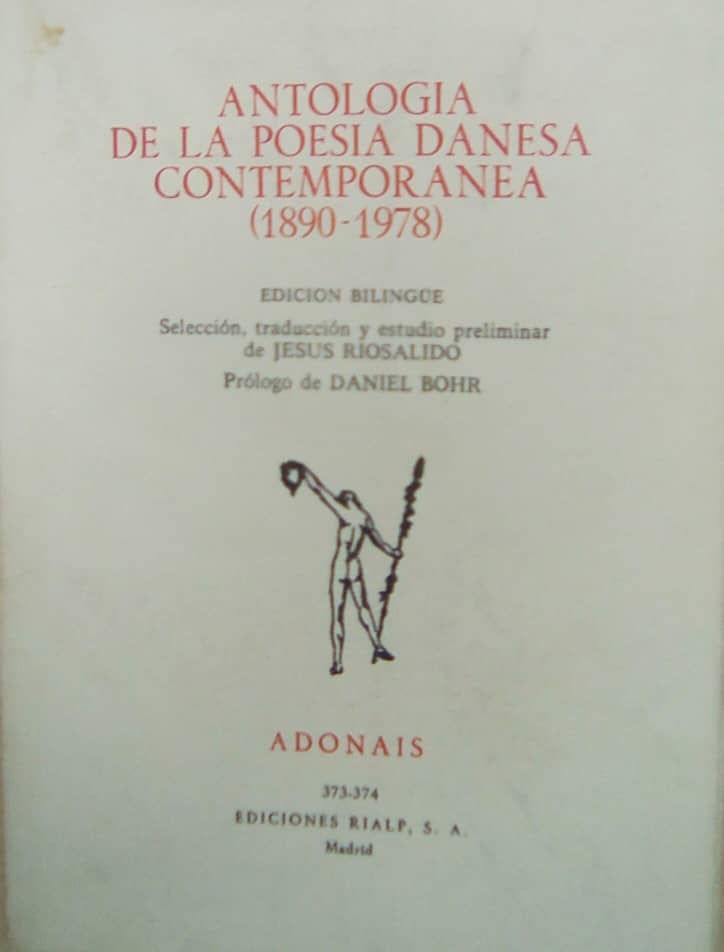 ANTOLOGIA
DE LA POESIA DANESA
CONTEMPORANEA
(1890-1978)
EDICION BILINGÜE
Selección, traducción y estudio preliminar
de JESUS RIOSALIDO
Prólogo de DANIEL BOHR
ADONAIS
373-374
EDICIONES RIALP, S. A.
Madrid